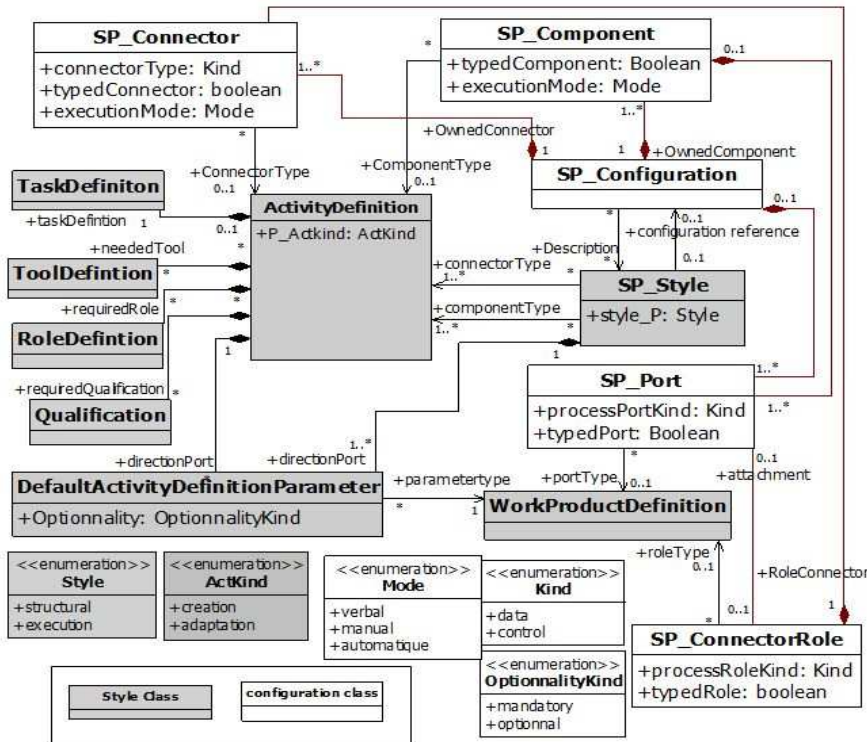 SP_Connector
+connectorType: Kind
+typedConnector: boolean
+executionMode: Mode
SP_Component
+typedComponent: Boolean
+executionMode: Mode
0..1
*
1..*
1..*
*
+OwnedConnector
1
1
+OwnedComponent
+ConnectorType
0..1
+ComponentType
0..1
SP_Configuration
0..1
TaskDefiniton
+taskDefintion
1
0..1
ActivityDefinition
+P_Actkind: ActKind
*
0..1
+configuration reference
+Description
*
0..1
+neededTool
*
*
ToolDefintion
+connectorType
1..*
*
SP_Style
+style_P: Style
+requiredRole
*
*
+componentType
1..*
*
RoleDefintion
*
1
1
+requiredQualification
*
Qualification
SP_Port
+processPortKind: Kind
+typedPort: Boolean
1..*
1..*
1..*
+directionPort
*
+directionPort
*
0..1
+attachment
DefaultActivityDefinitionParameter
+Optionnality: OptionnalityKind
+parametertype
*
1
+portType
0..1
WorkProductDefinition
+roleType
0..1
+RoleConnector
*
0..1
1
<<enumeration>>
Style
+structural
+execution
<<enumeration>>
ActKind
+creation
+adaptation
<<enumeration>>
Mode
+verbal
+manual
+automatique
<<enumeration>>
Kind
+data
+control
<<enumeration>>
OptionnalityKind
+mandatory
+optionnal
SP_ConnectorRole
+processRoleKind: Kind
+typedRole: boolean
Style Class
configuration class